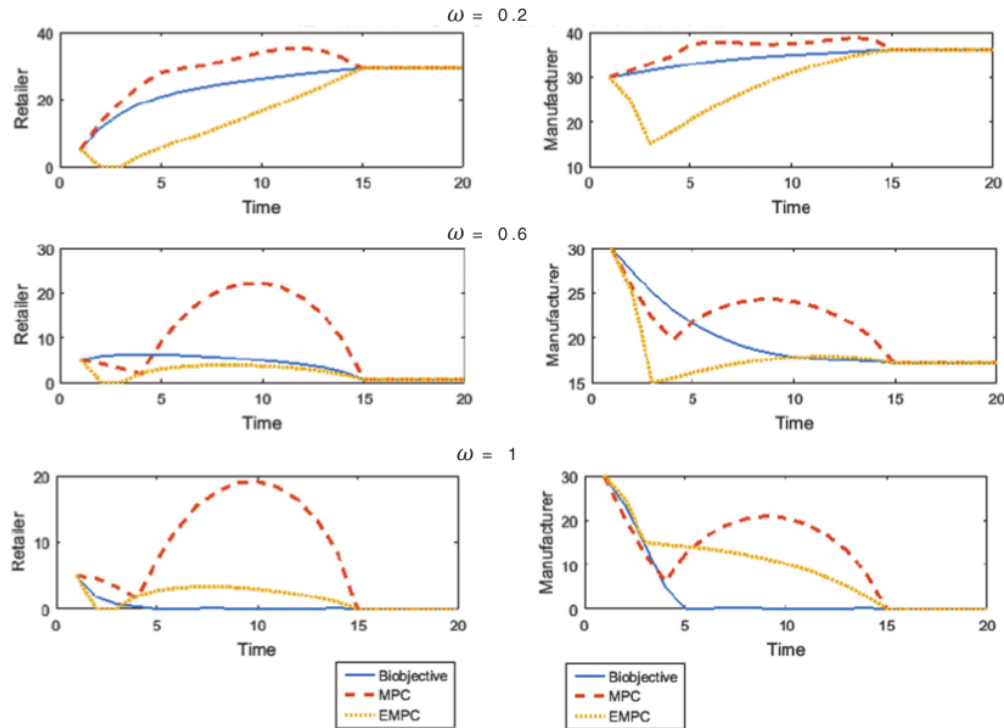 ω = 0.2
Retailer
40
20
0
0 5 10 15 20
Time
Manufacturer
40
30
20
10
0 5 10 15 20
Time
ω = 0.6
Retailer
30
20
10
0
0 5 10 15 20
Time
Manufacturer
30
25
20
15
0 5 10 15 20
Time
ω = 1
Retailer
20
10
0
0 5 10 15 20
Time
Manufacturer
30
20
10
0
0 5 10 15 20
Time
Biobjective
MPC
EMPC
Biobjective
MPC
EMPC